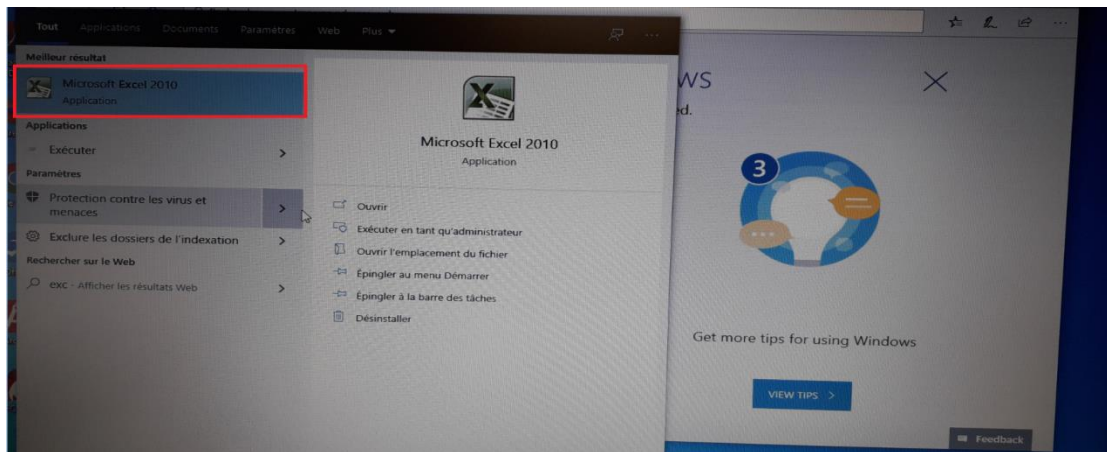 Tout Applications Documents Paramètres Web Plus
Meilleur résultat
Microsoft Excel 2010
Application
Applications
Exécuter
Paramètres
Protection contre les virus et
menaces
Exclure les dossiers de l'indexation
Rechercher sur le Web
exc - Afficher les résultats Web
Microsoft Excel 2010
Application
Ouvrir
Exécuter en tant qu'administrateur
Ouvrir l'emplacement du fichier
Épingler au menu Démarrer
Épingler à la barre des tâches
Désinstaller
ws
ed.
3
Get more tips for using Windows
VIEW TIPS >
Feedback